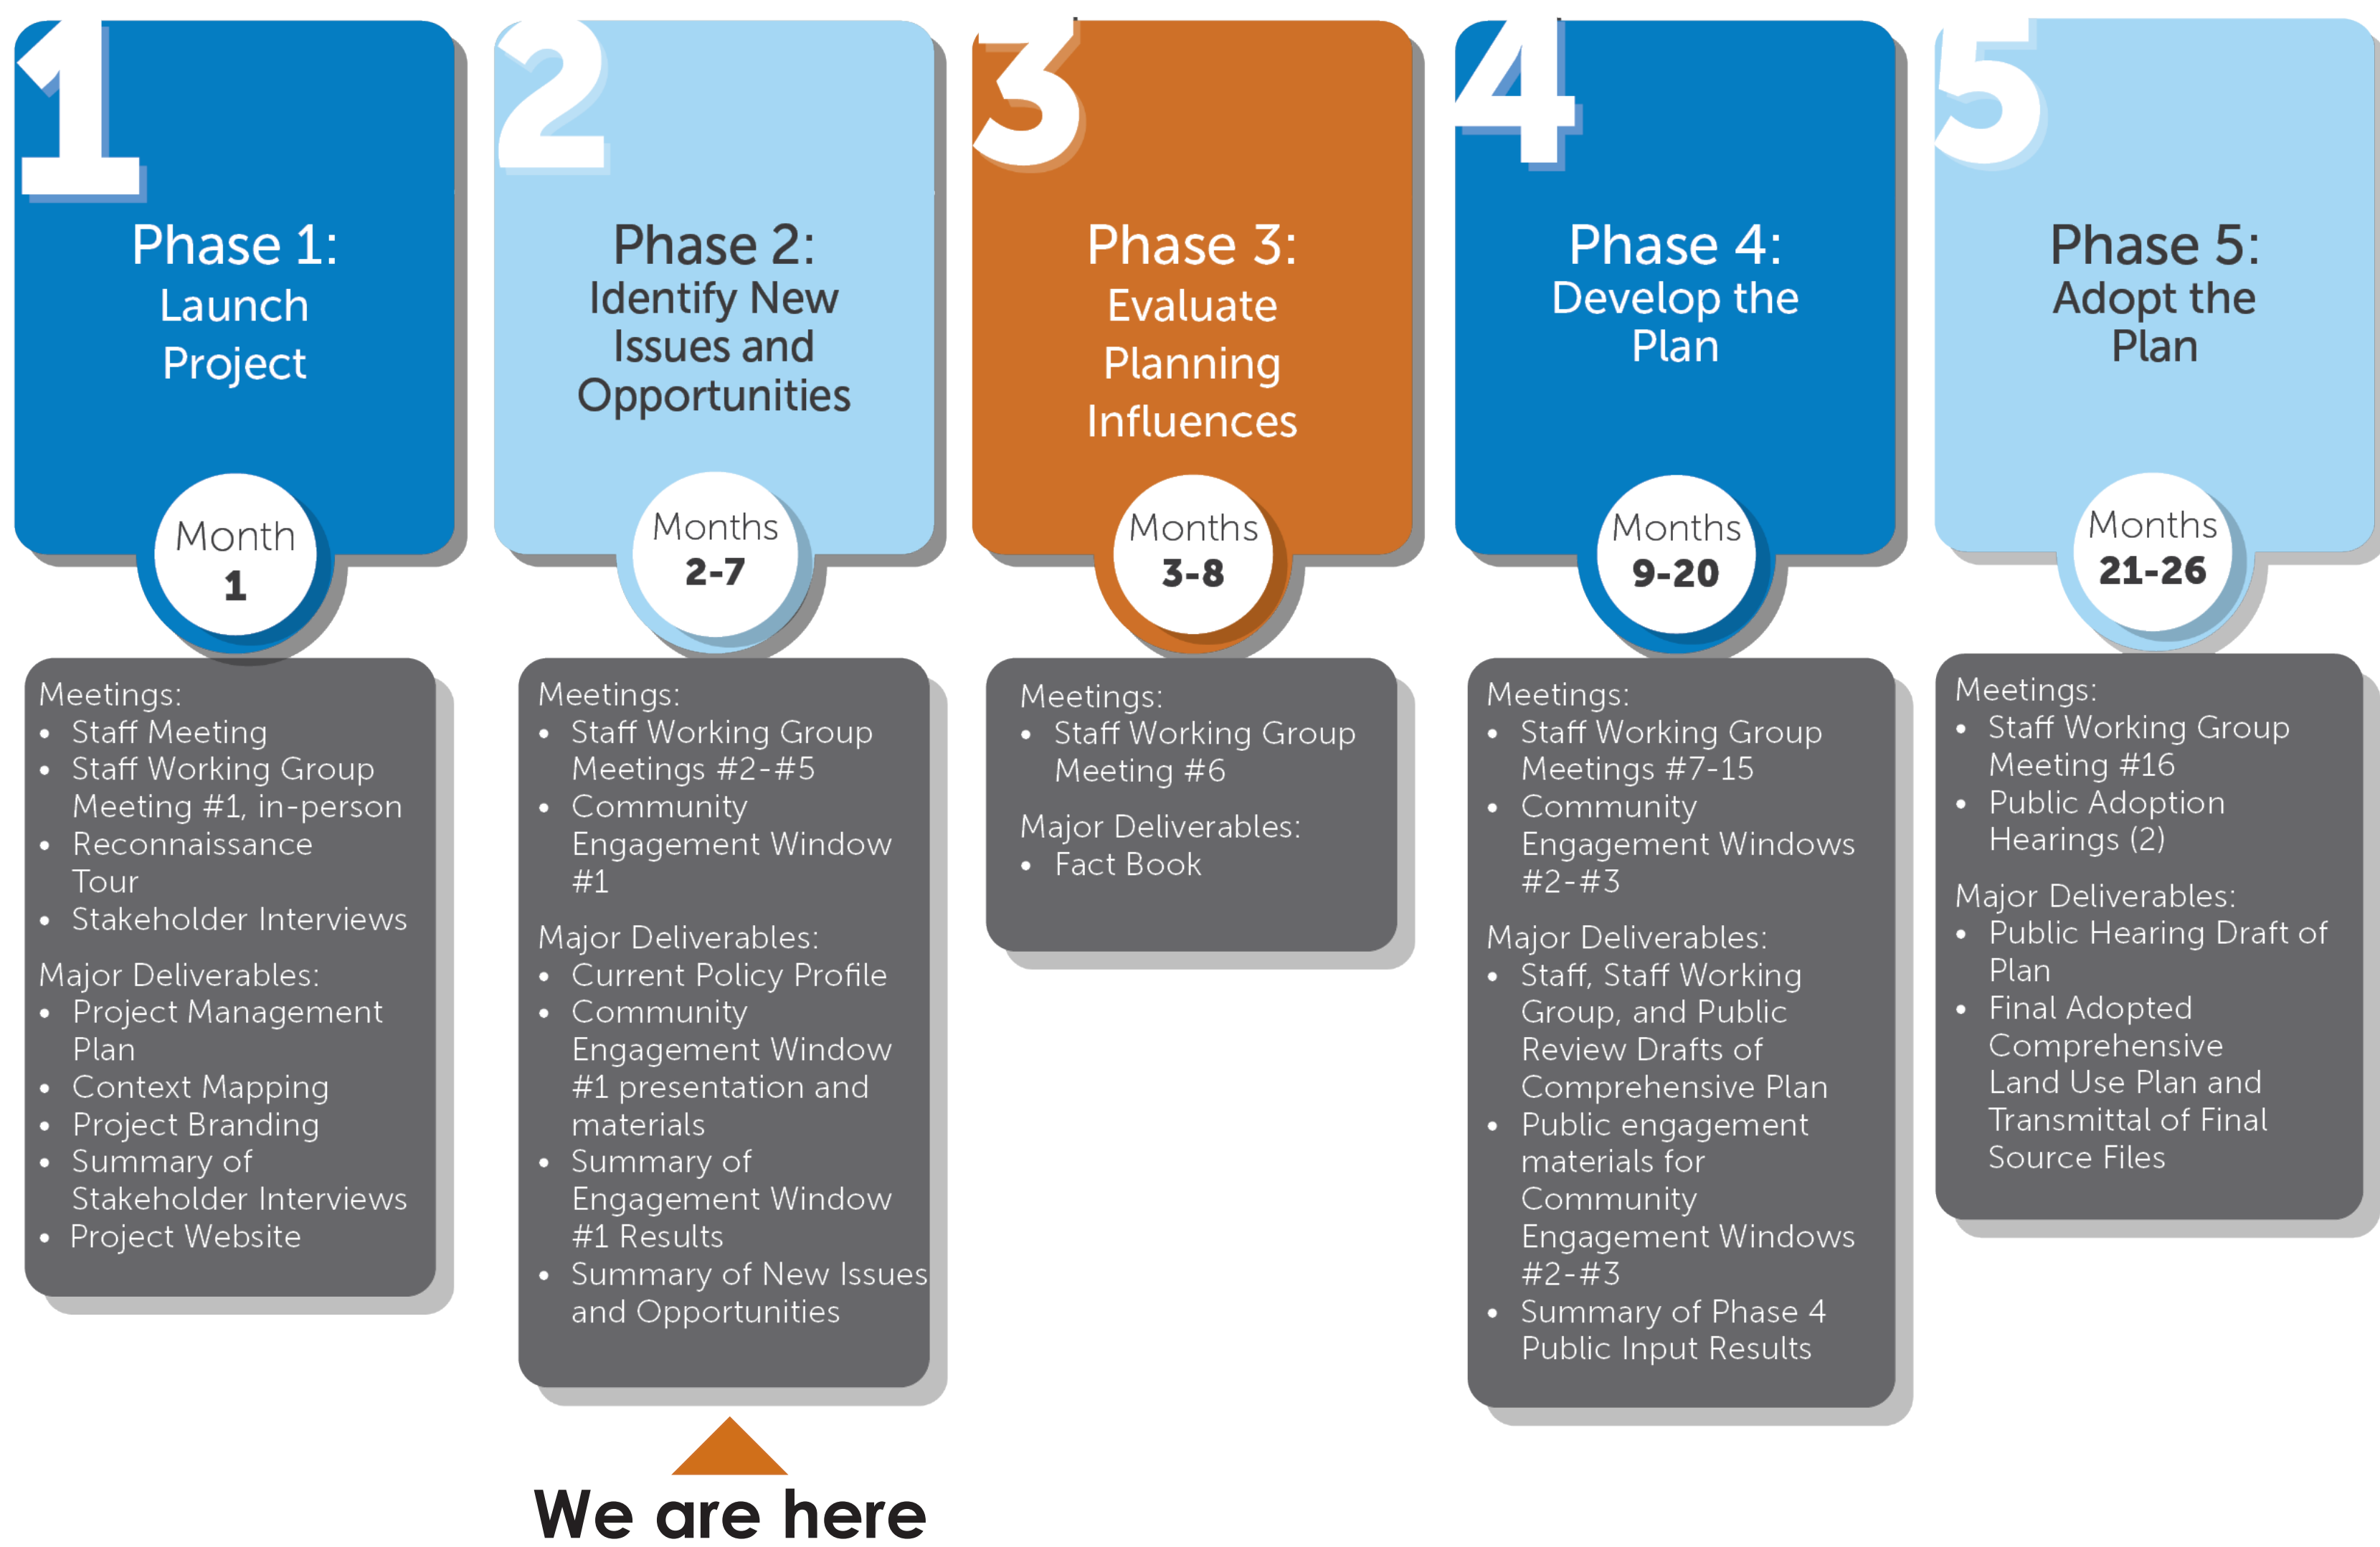 1
Phase 1:
Launch
Project
Month
1
Meetings:
• Staff Meeting
• Staff Working Group
Meeting #1, in-person
• Reconnaissance
Tour
• Stakeholder Interviews
Major Deliverables:
• Project Management
Plan
• Context Mapping
• Project Branding
• Summary of
Stakeholder Interviews
• Project Website
2
Phase 2:
Identify New
Issues and
Opportunities
Months
2-7
Meetings:
• Staff Working Group
Meetings #2-#5
• Community
Engagement Window
#1
Major Deliverables:
• Current Policy Profile
• Community
Engagement Window
#1 presentation and
materials
• Summary of
Engagement Window
#1 Results
• Summary of New Issues
and Opportunities
We are here
3
Phase 3:
Evaluate
Planning
Influences
Months
3-8
Meetings:
• Staff Working Group
Meeting #6
Major Deliverables:
• Fact Book
4
Phase 4:
Develop the
Plan
Months
9-20
Meetings:
• Staff Working Group
Meetings #7-15
• Community
Engagement Windows
#2-#3
Major Deliverables:
• Staff, Staff Working
Group, and Public
Review Drafts of
Comprehensive Plan
• Public engagement
materials for
Community
Engagement Windows
#2-#3
• Summary of Phase 4
Public Input Results
5
Phase 5:
Adopt the
Plan
Months
21-26
Meetings:
• Staff Working Group
Meeting #16
• Public Adoption
Hearings (2)
Major Deliverables:
• Public Hearing Draft of
Plan
• Final Adopted
Comprehensive
Land Use Plan and
Transmittal of Final
Source Files